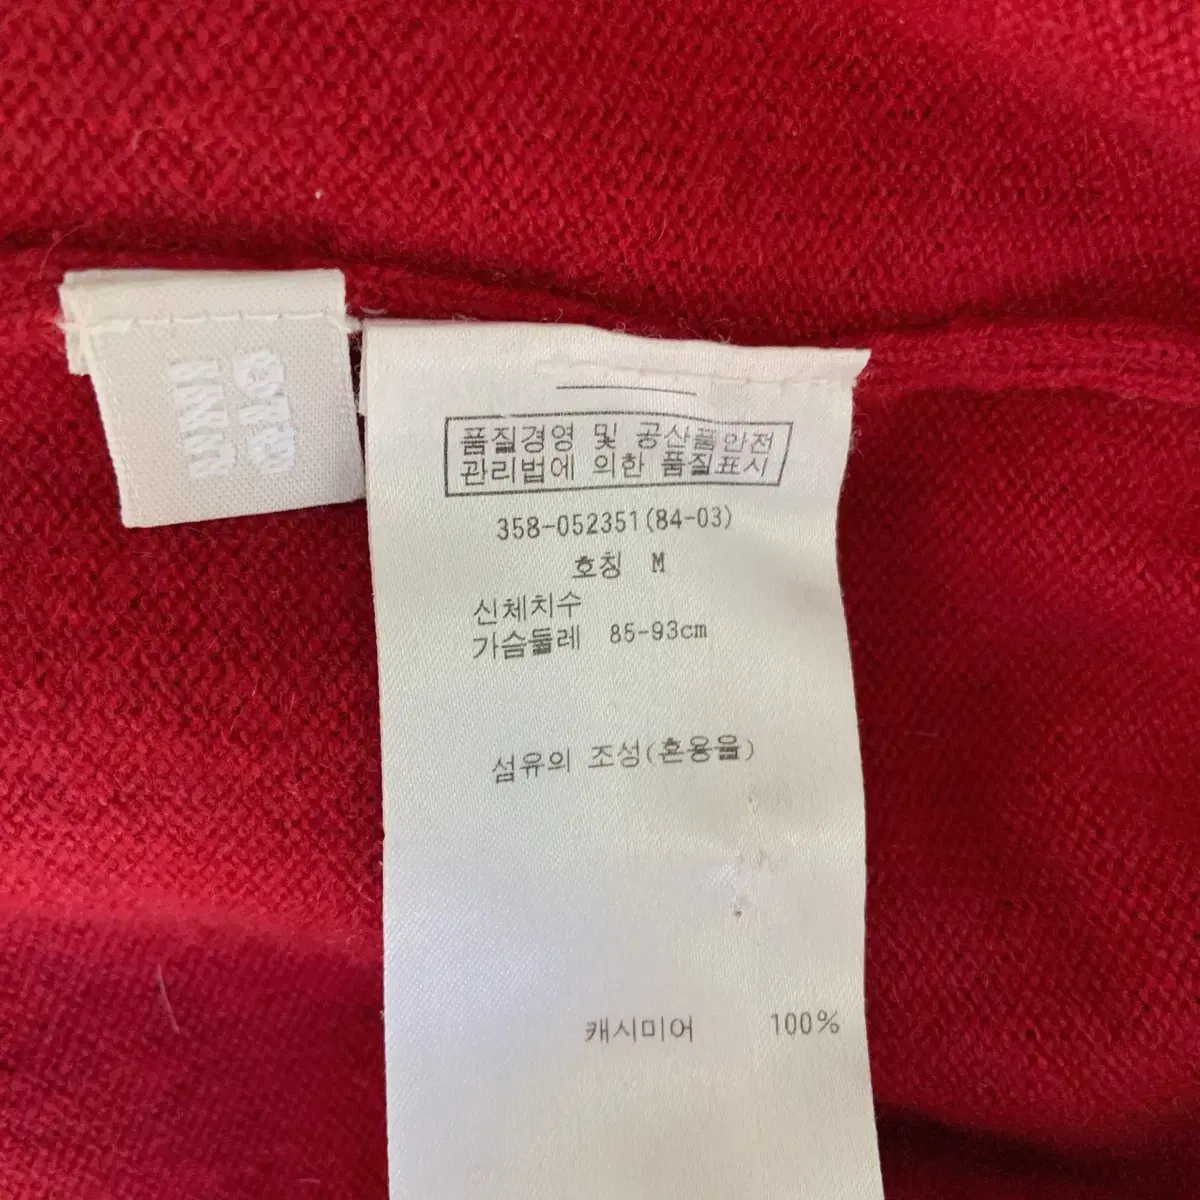 품질경영 및 공산품안전
관리법에 의한 품질표시
358-052351(84-03)
호칭 M
신체치수
가슴둘레 85-93cm
섬유의 조성(혼용율)
캐시미어 100%